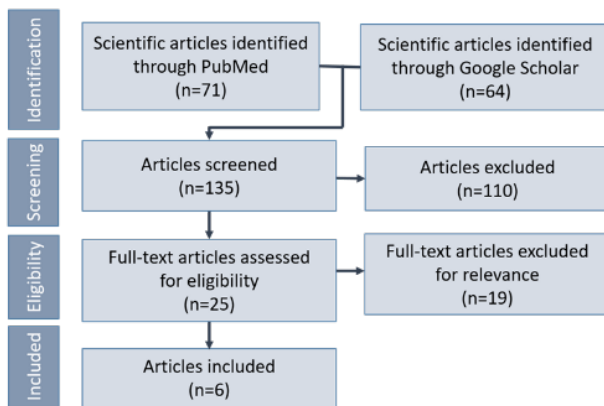 Identification
Scientific articles identified
through PubMed
(n=71)
Scientific articles identified
through Google Scholar
(n=64)
Screening
Articles screened
(n=135)
Articles excluded
(n=110)
Eligibility
Full-text articles assessed
for eligibility
(n=25)
Full-text articles excluded
for relevance
(n=19)
Included
Articles included
(n=6)